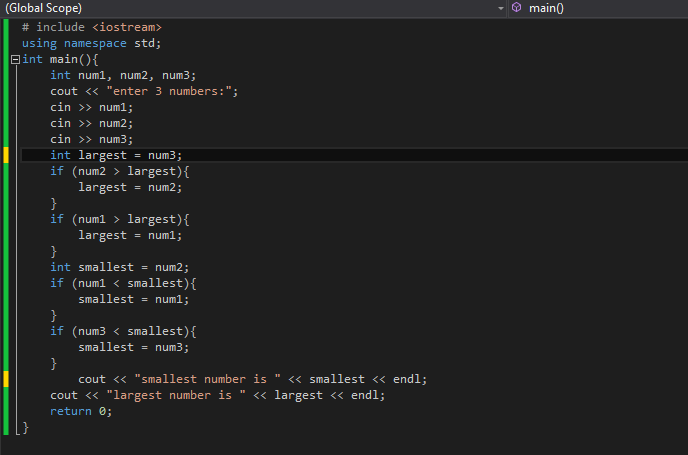 (Global Scope) main()
# include <iostream>
using namespace std;
int main(){
    int num1, num2, num3;
    cout << "enter 3 numbers:";
    cin >> num1;
    cin >> num2;
    cin >> num3;
    int largest = num3;
    if (num2 > largest){
        largest = num2;
    }
    if (num1 > largest){
        largest = num1;
    }
    int smallest = num2;
    if (num1 < smallest){
        smallest = num1;
    }
    if (num3 < smallest){
        smallest = num3;
    }
        cout << "smallest number is " << smallest << endl;
    cout << "largest number is " << largest << endl;
    return 0;
}